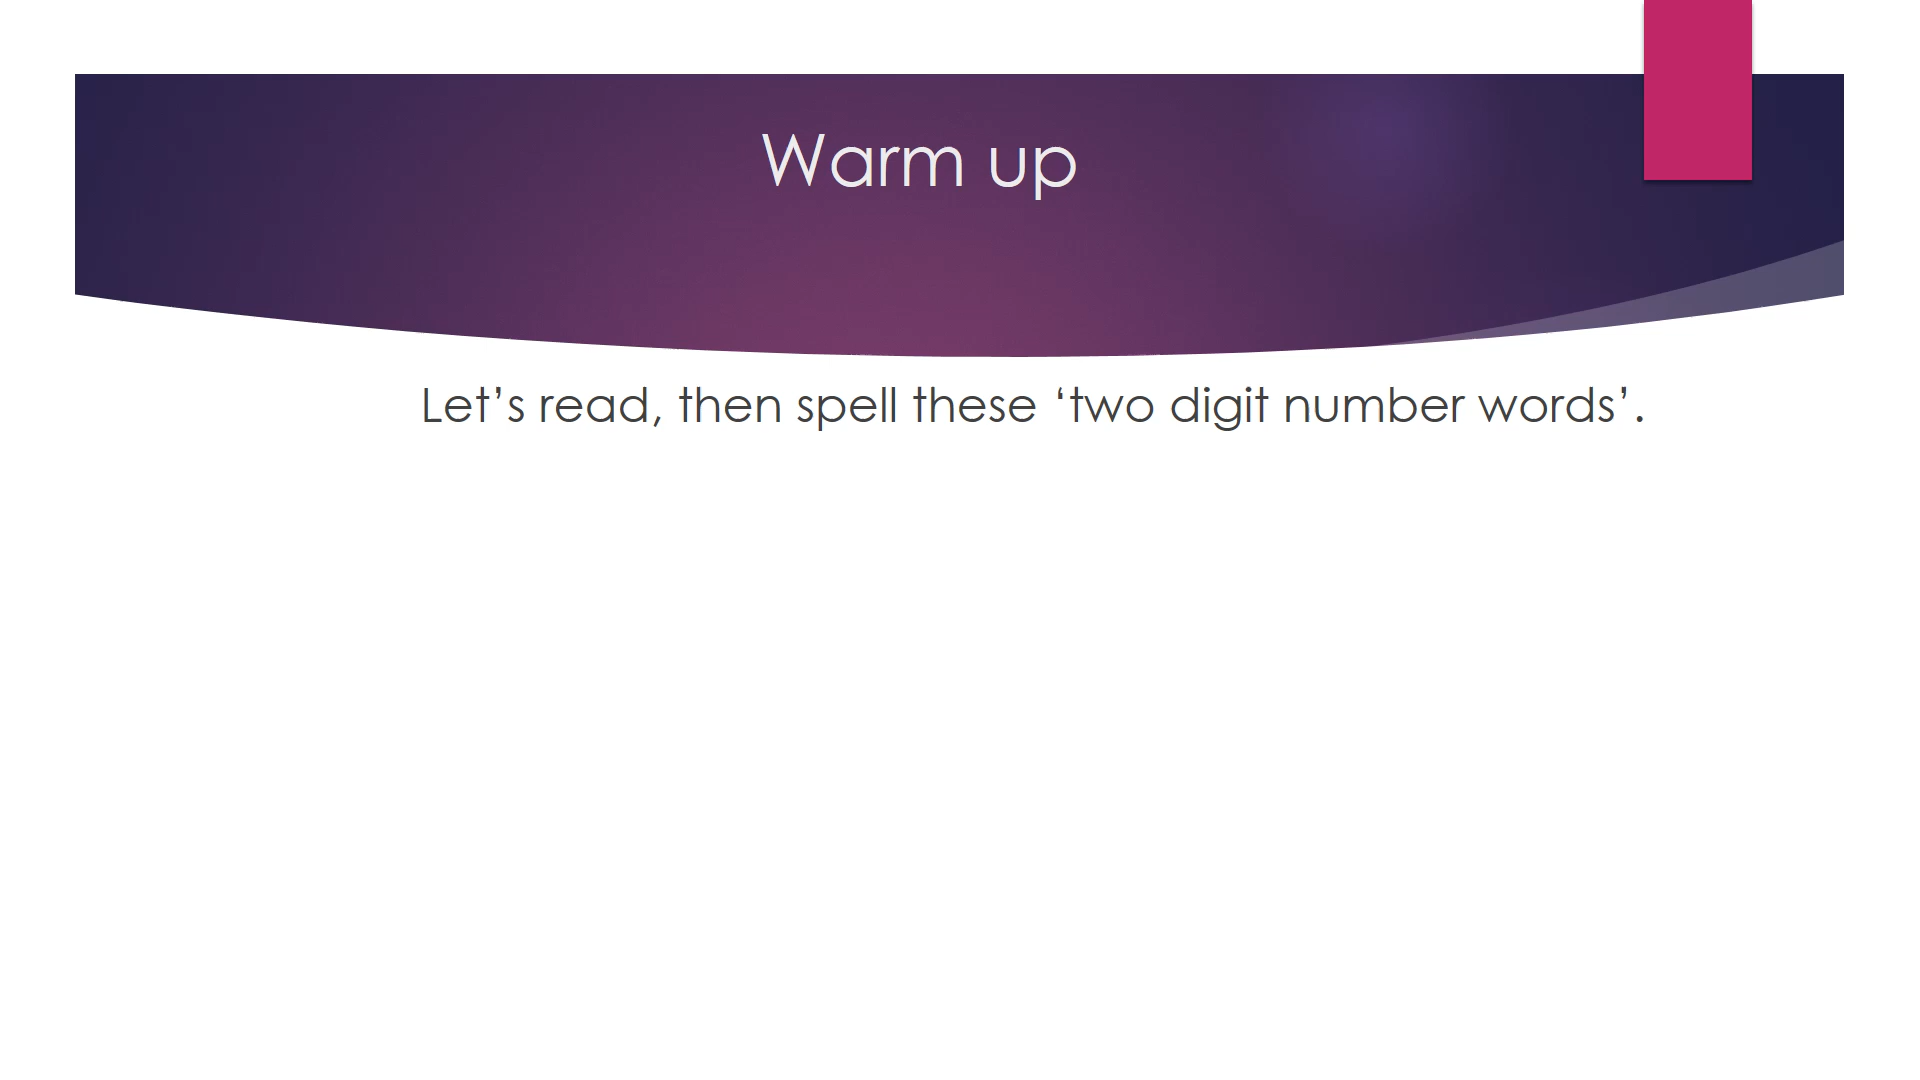 Warm up
Let’s read, then spell these ‘two digit number words’.